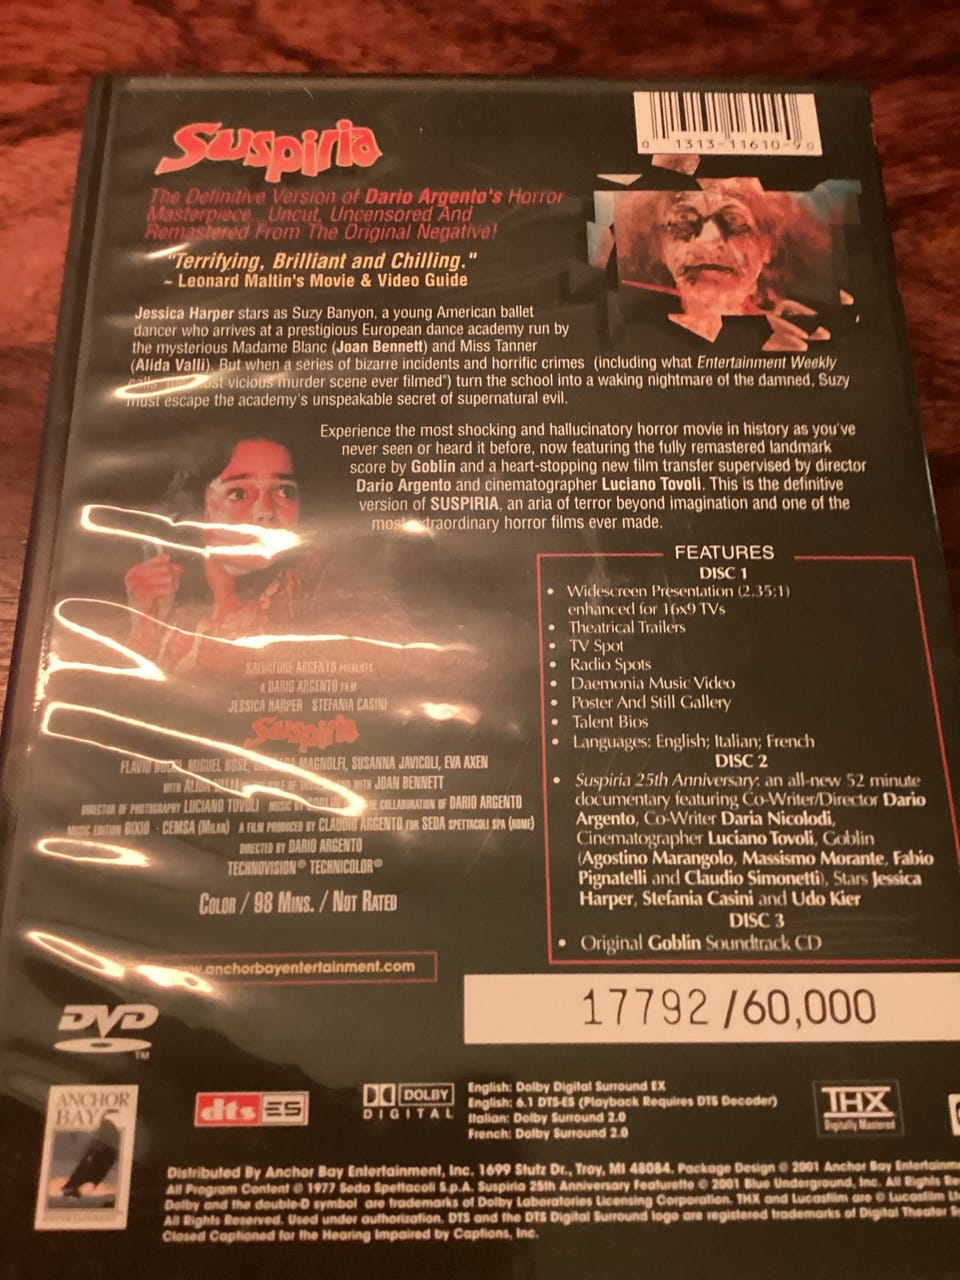 Suspiria
0 1313-11610-9 0
The Definitive Version of Dario Argento's Horror
Masterpiece...Uncut, Uncensored And
Remastered From The Original Negative!
"Terrifying, Brilliant and Chilling."
~ Leonard Maltin's Movie & Video Guide
Jessica Harper stars as Suzy Banyon, a young American ballet
dancer who arrives at a prestigious European dance academy run by
the mysterious Madame Blanc (Joan Bennett) and Miss Tanner
(Alida Valli). But when a series of bizarre incidents and horrific crimes (including what Entertainment Weekly
vicious murder scene ever filmed") turn the school into a waking nightmare of the damned, Suzy
must escape the academy's unspeakable secret of supernatural evil.
Experience the most shocking and hallucinatory horror movie in history as you've
never seen or heard it before, now featuring the fully remastered landmark
score by Goblin and a heart-stopping new film transfer supervised by director
Dario Argento and cinematographer Luciano Tovoli. This is the definitive
version of SUSPIRIA, an aria of terror beyond imagination and one of the
most extraordinary horror films ever made.
SALVATORE ARGENTO PRESENTS
A DARIO ARGENTO FILM
JESSICA HARPER STEFANIA CASINI
Suspiria
FLAVIO BUCCI, MIGUEL BOSE, MAGNOLFI, SUSANNA JAVICOLI, EVA AXEN
WITH ALIDA AND WITH JOAN BENNETT
DIRECTOR OF PHOTOGRAPHY LUCIANO TOVOLI MUSIC BY GOBLIN COLLABORATION OF DARIO ARGENTO
MUSIC EDITION BIXIO - CEMSA (MILAN) A FILM PRODUCED BY CLAUDIO ARGENTO FOR SEDA SPETTACOLI SPA (ROME)
DIRECTED BY DARIO ARGENTO
TECHNOVISION® TECHNICOLOR®
COLOR / 98 MINS. / NOT RATED
FEATURES
DISC 1
• Widescreen Presentation (2.35:1)
enhanced for 16x9 TVs
• Theatrical Trailers
• TV Spot
• Radio Spots
• Daemonia Music Video
• Poster And Still Gallery
• Talent Bios
• Languages: English; Italian; French
DISC 2
• Suspiria 25th Anniversary: an all-new 52 minute
documentary featuring Co-Writer/Director Dario
Argento, Co-Writer Daria Nicolodi,
Cinematographer Luciano Tovoli, Goblin
(Agostino Marangolo, Massismo Morante, Fabio
Pignatelli and Claudio Simonetti), Stars Jessica
Harper, Stefania Casini and Udo Kier
DISC 3
• Original Goblin Soundtrack CD
.anchorbayentertainment.com
17792 /60,000
DVD TM
ANCHOR
BAY
ENTERTAINMENT
dts ES
DOLBY
DIGITAL
English: Dolby Digital Surround EX
English: 6.1 DTS-ES (Playback Requires DTS Decoder)
Italian: Dolby Surround 2.0
French: Dolby Surround 2.0
THX
Digitally Mastered
Distributed By Anchor Bay Entertainment, Inc. 1699 Stutz Dr., Troy, MI 48084. Package Design © 2001 Anchor Bay
All Program Content © 1977 Seda Spettacoli S.p.A. Suspiria 25th Anniversary Featurette © 2001 Blue Underground, Inc. All Rights
Dolby and the double-D symbol are trademarks of Dolby Laboratories Licensing Corporation. THX and Lucasfilm are © Lucasfilm
All Rights Reserved. Used under authorization. DTS and the DTS Digital Surround logo are registered trademarks of Digital Theater
Closed Captioned for the Hearing Impaired by Captions, Inc.